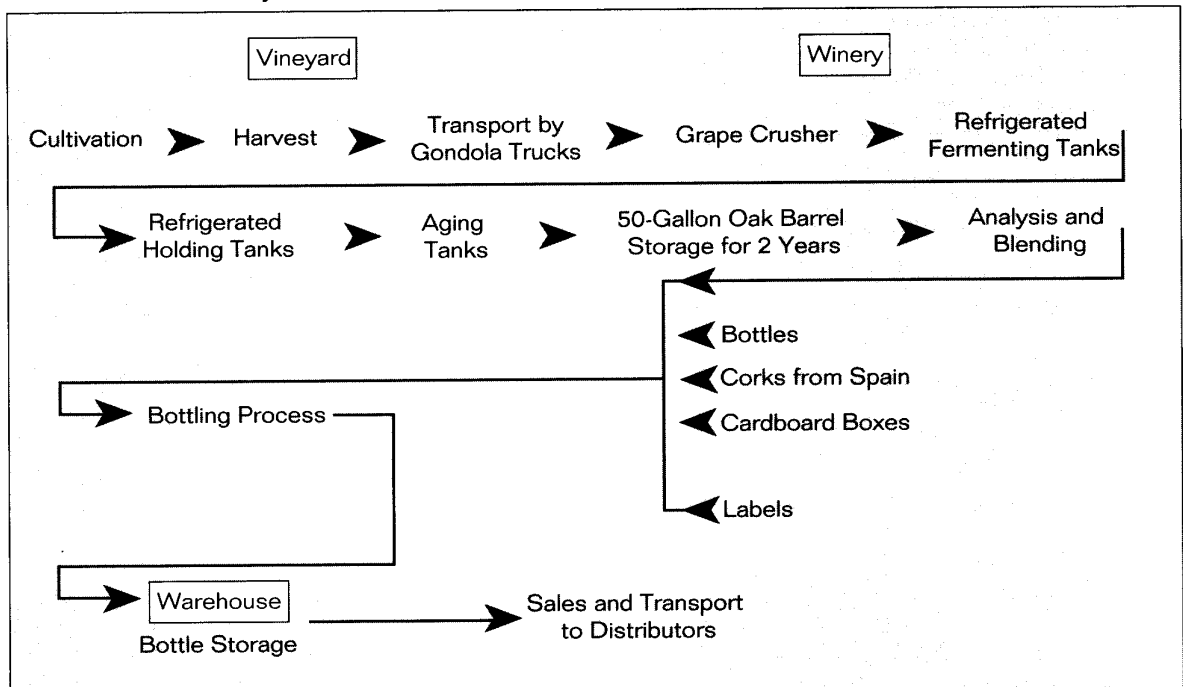 Vineyard
Winery
Cultivation
Harvest
Transport by
Gondola Trucks
Grape Crusher
Refrigerated
Fermenting Tanks
Refrigerated
Holding Tanks
Aging
Tanks
50-Gallon Oak Barrel
Storage for 2 Years
Analysis and
Blending
Bottles
Corks from Spain
Cardboard Boxes
Labels
Bottling Process
Warehouse
Bottle Storage
Sales and Transport
to Distributors